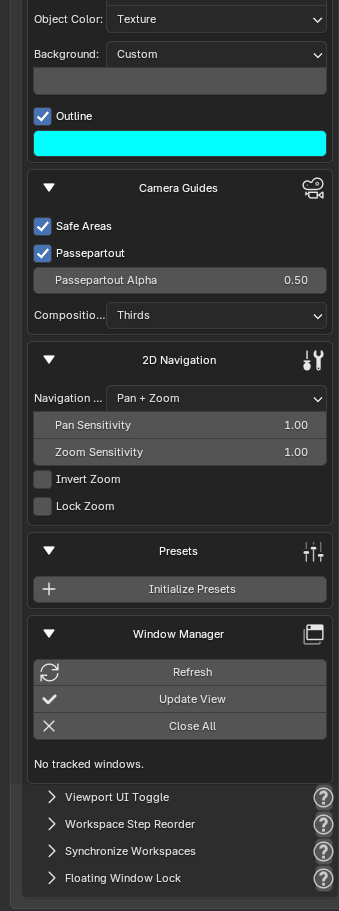 Object Color: Texture
Background: Custom
Outline
Camera Guides
Safe Areas
Passepartout
Passepartout Alpha 0.50
Compositio... Thirds
2D Navigation
Navigation ... Pan + Zoom
Pan Sensitivity 1.00
Zoom Sensitivity 1.00
Invert Zoom
Lock Zoom
Presets
Initialize Presets
Window Manager
Refresh
Update View
Close All
No tracked windows.
Viewport UI Toggle
Workspace Step Reorder
Synchronize Workspaces
Floating Window Lock